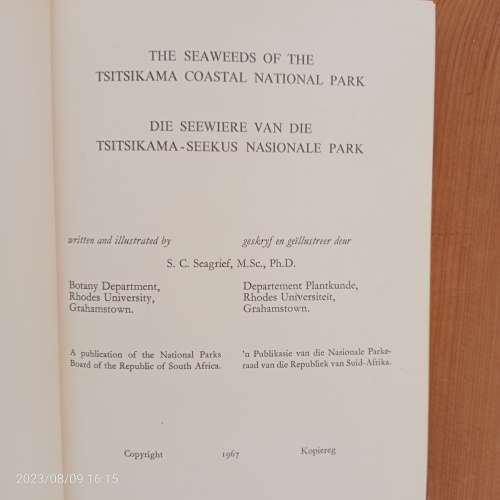 THE SEAWEEDS OF THE
TSITSIKAMA COASTAL NATIONAL PARK
DIE SEEWIERE VAN DIE
TSITSIKAMA-SEEKUS NASIONALE PARK
written and illustrated by
geskryf en geïllustreer deur
S. C. Seagrief, M.Sc., Ph.D.
Botany Department,
Rhodes University,
Grahamstown.
Departement Plantkunde,
Rhodes Universiteit,
Grahamstown.
A publication of the National Parks
Board of the Republic of South Africa.
'n Publikasie van die Nasionale Parke-
raad van die Republiek van Suid-Afrika.
Copyright 1967 Kopiereg
2023/08/09 16:15